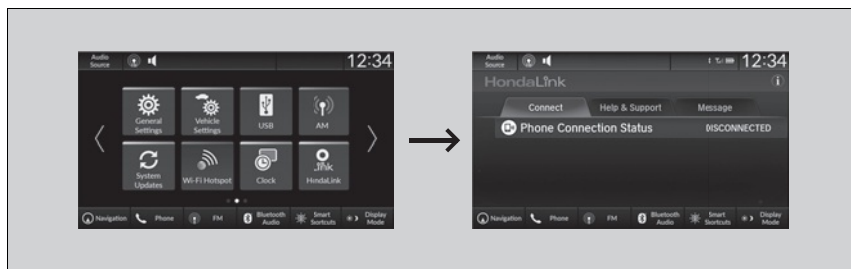 Audio
Source
12:34
General
Settings
Vehicle
Settings
USB
AM
System
Updates
Wi-Fi Hotspot
Clock
HondaLink
Navigation
Phone
FM
Bluetooth
Audio
Smart
Shortcuts
Display
Mode
Audio
Source
12:34
HondaLink
Connect
Help & Support
Message
Phone Connection Status
DISCONNECTED
Navigation
Phone
FM
Bluetooth
Audio
Smart
Shortcuts
Display
Mode